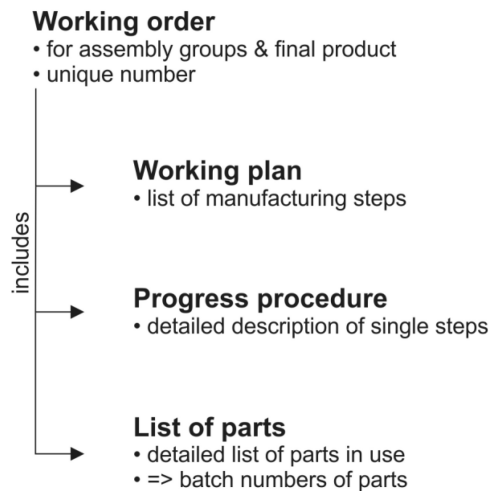 Working order
• for assembly groups & final product
• unique number
includes
Working plan
• list of manufacturing steps
Progress procedure
• detailed description of single steps
List of parts
• detailed list of parts in use
• => batch numbers of parts